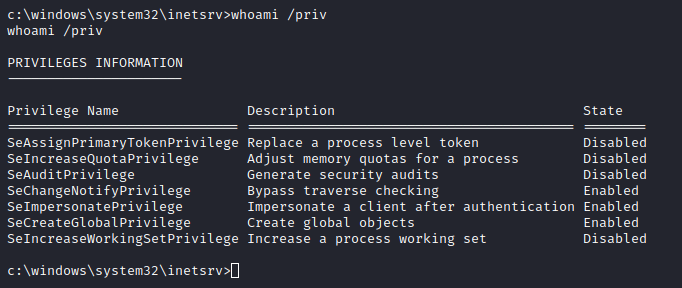 c:\windows\system32\inetsrv>whoami /priv
whoami /priv
PRIVILEGES INFORMATION
----------------------
Privilege Name                Description                               State
============================= ========================================= ========
SeAssignPrimaryTokenPrivilege Replace a process level token             Disabled
SeIncreaseQuotaPrivilege      Adjust memory quotas for a process        Disabled
SeAuditPrivilege              Generate security audits                  Disabled
SeChangeNotifyPrivilege       Bypass traverse checking                  Enabled
SeImpersonatePrivilege        Impersonate a client after authentication Enabled
SeCreateGlobalPrivilege       Create global objects                     Enabled
SeIncreaseWorkingSetPrivilege Increase a process working set            Disabled
c:\windows\system32\inetsrv>